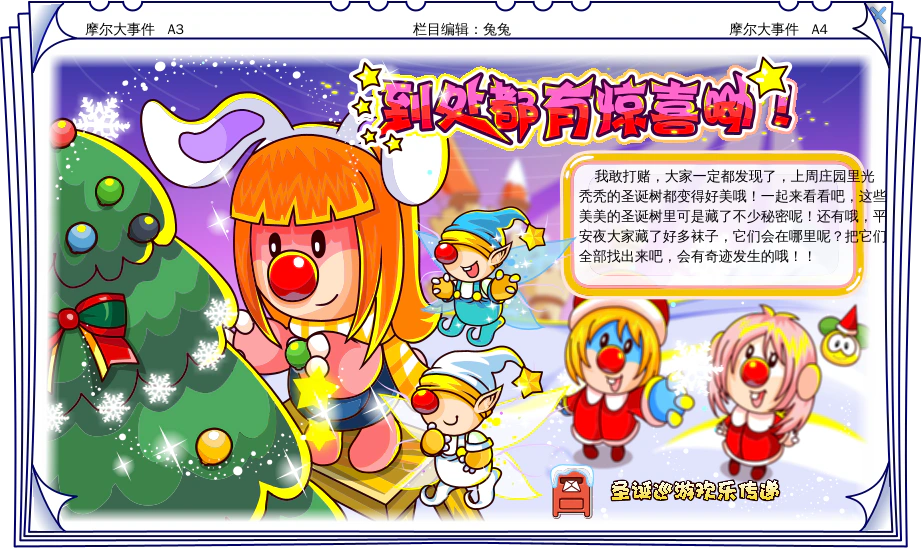 摩尔大事件 A3
栏目编辑：兔兔
摩尔大事件 A4
到处都有惊喜呦！
我敢打赌，大家一定都发现了，上周庄园里光
秃秃的圣诞树都变得好美哦！一起来看看吧，这些
美美的圣诞树里可是藏了不少秘密呢！还有哦，平
安夜大家藏了好多袜子，它们会在哪里呢？把它们
全部找出来吧，会有奇迹发生的哦！！
圣诞巡游欢乐传递